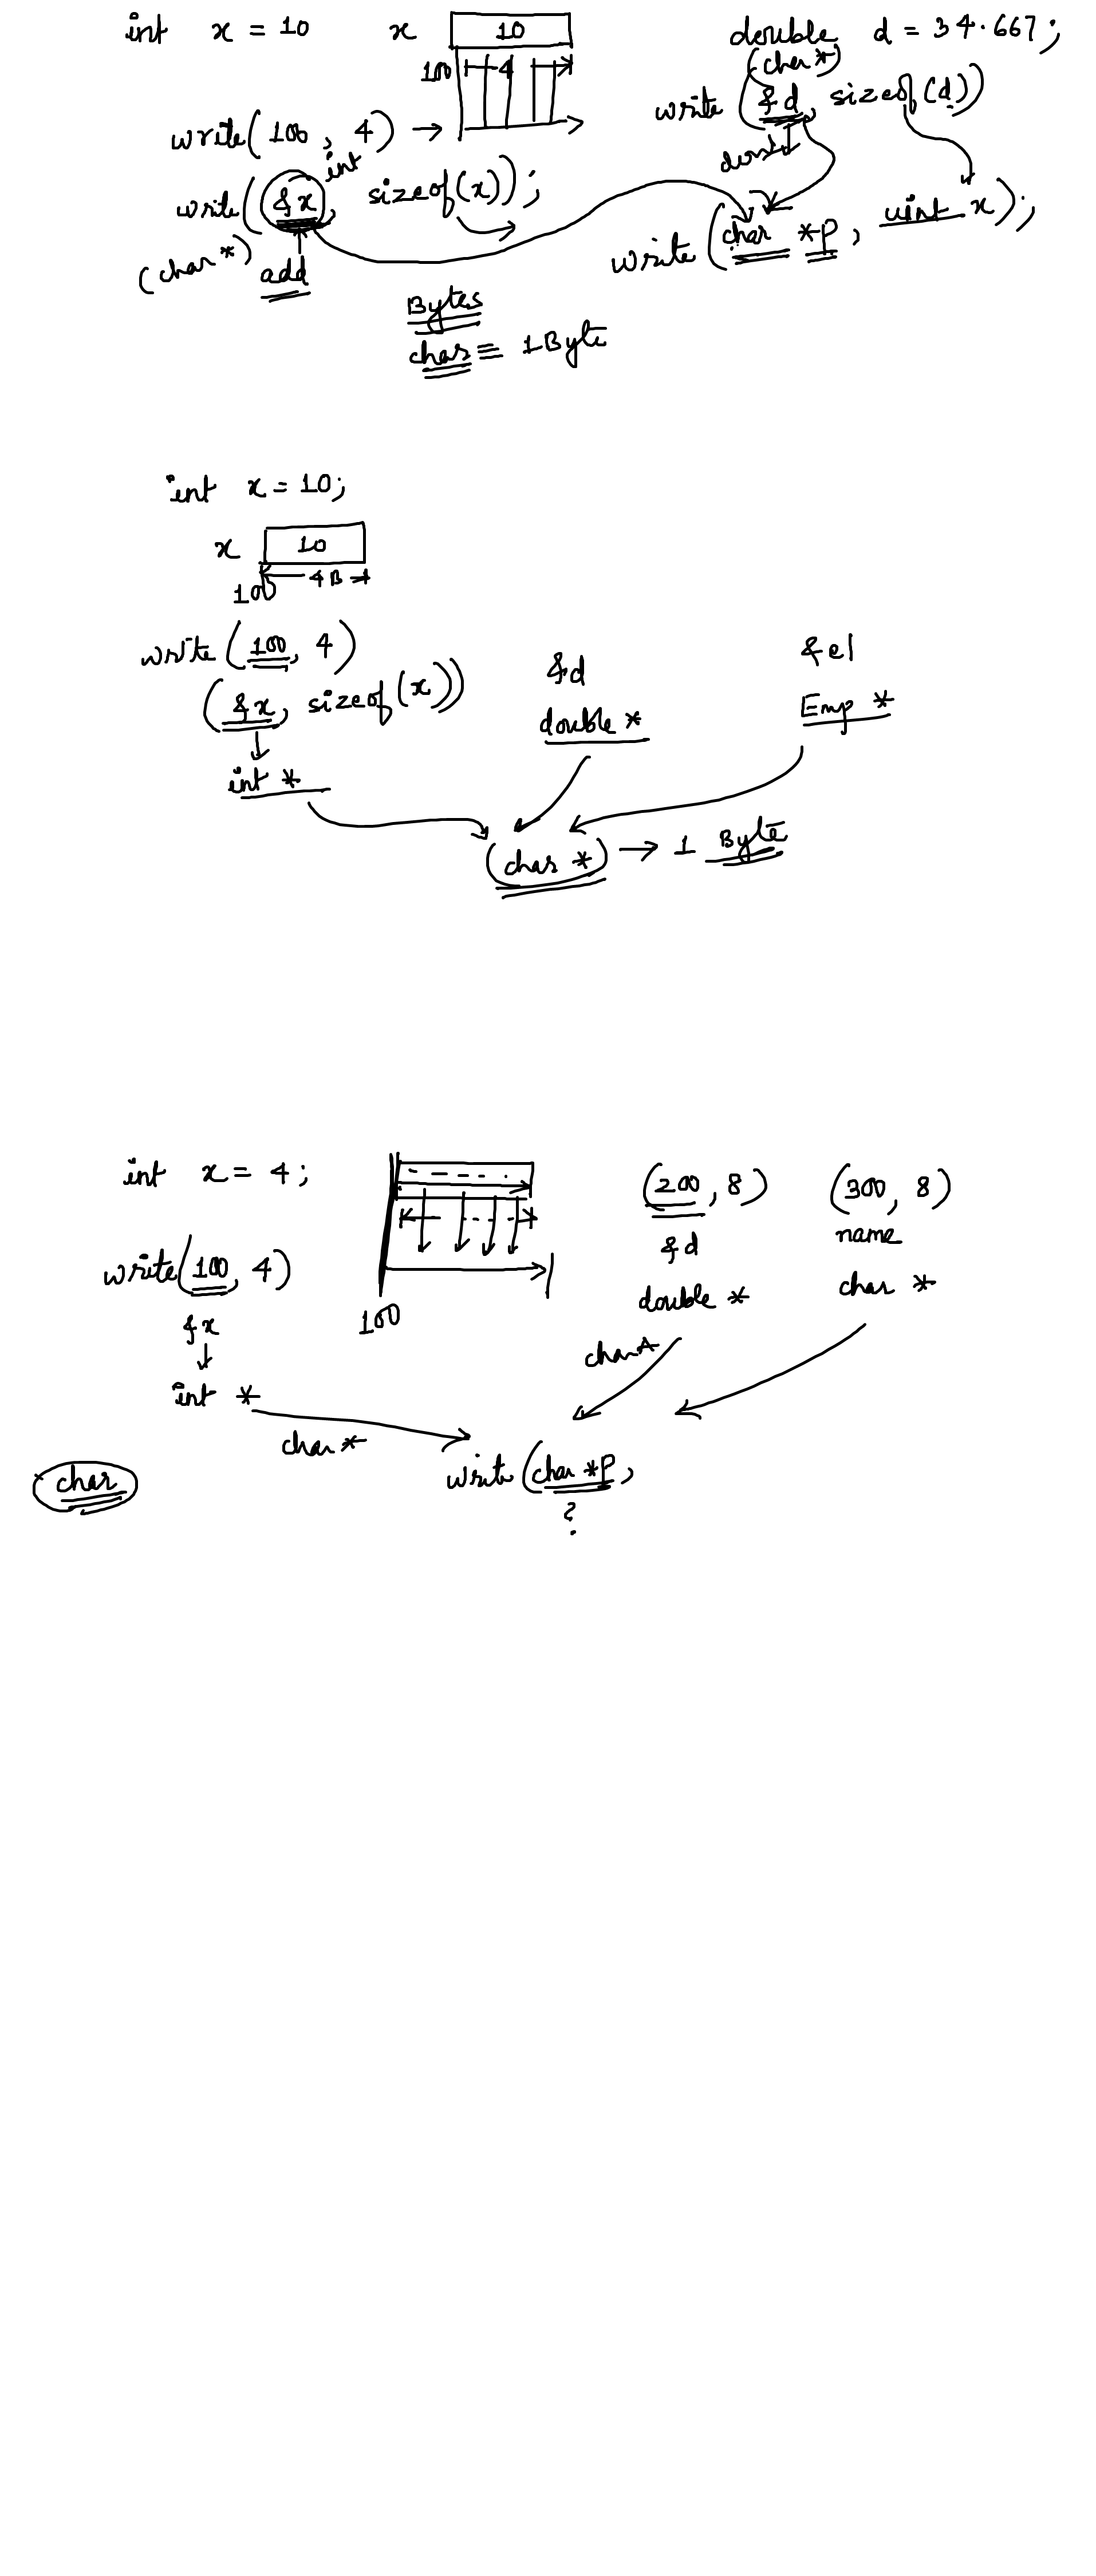 int x = 10
x 10
100 4
write(100, 4) →
write(&x, sizeof(x));
int
(char *) add
double d = 34.667;
(char *)
write(&d, sizeof(d))
write(char *p, uint x);
Bytes
char ≡ 1 Byte
int x = 10;
x 10
100 4B
write(100, 4)
(&x, sizeof(x))
int *
&d
double *
&e1
Emp *
(char *) → 1 Byte
int x = 4;
write(100, 4)
&x
int *
100
(200, 8)
&d
double *
(300, 8)
name
char *
char *
char *
write(char *p,
?
char